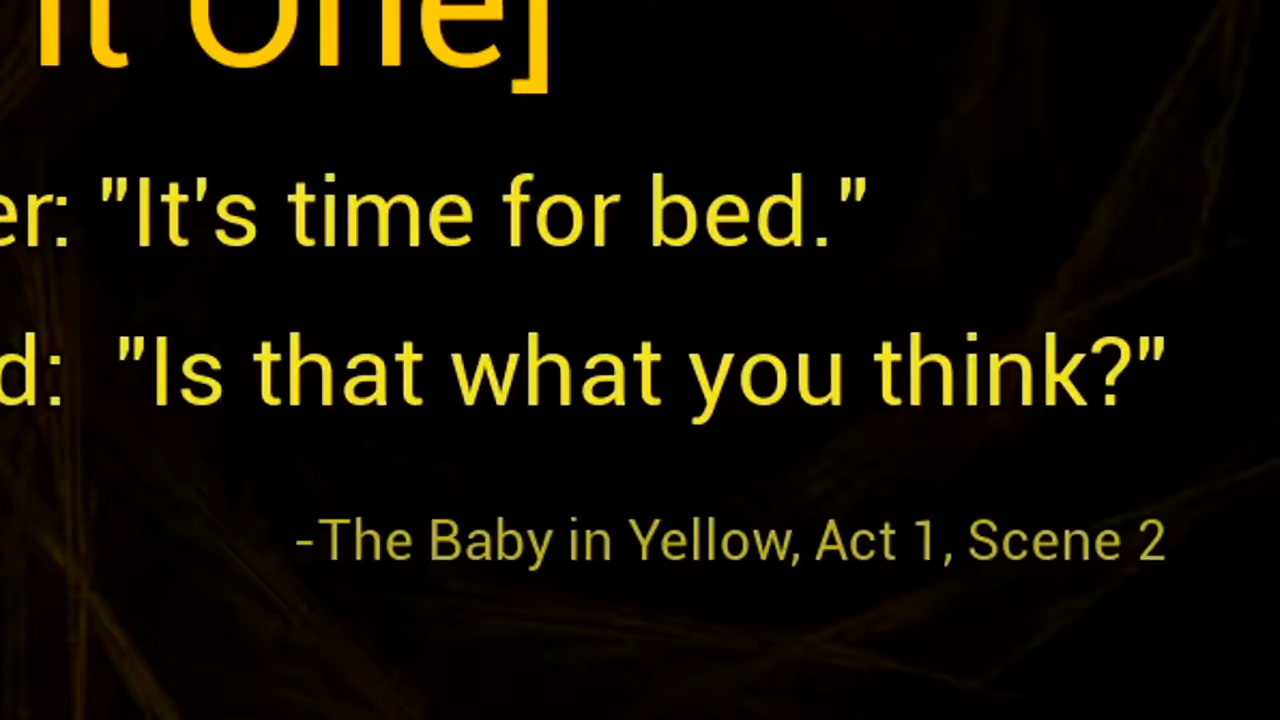 it One]
er: "It's time for bed."
d: "Is that what you think?"
-The Baby in Yellow, Act 1, Scene 2